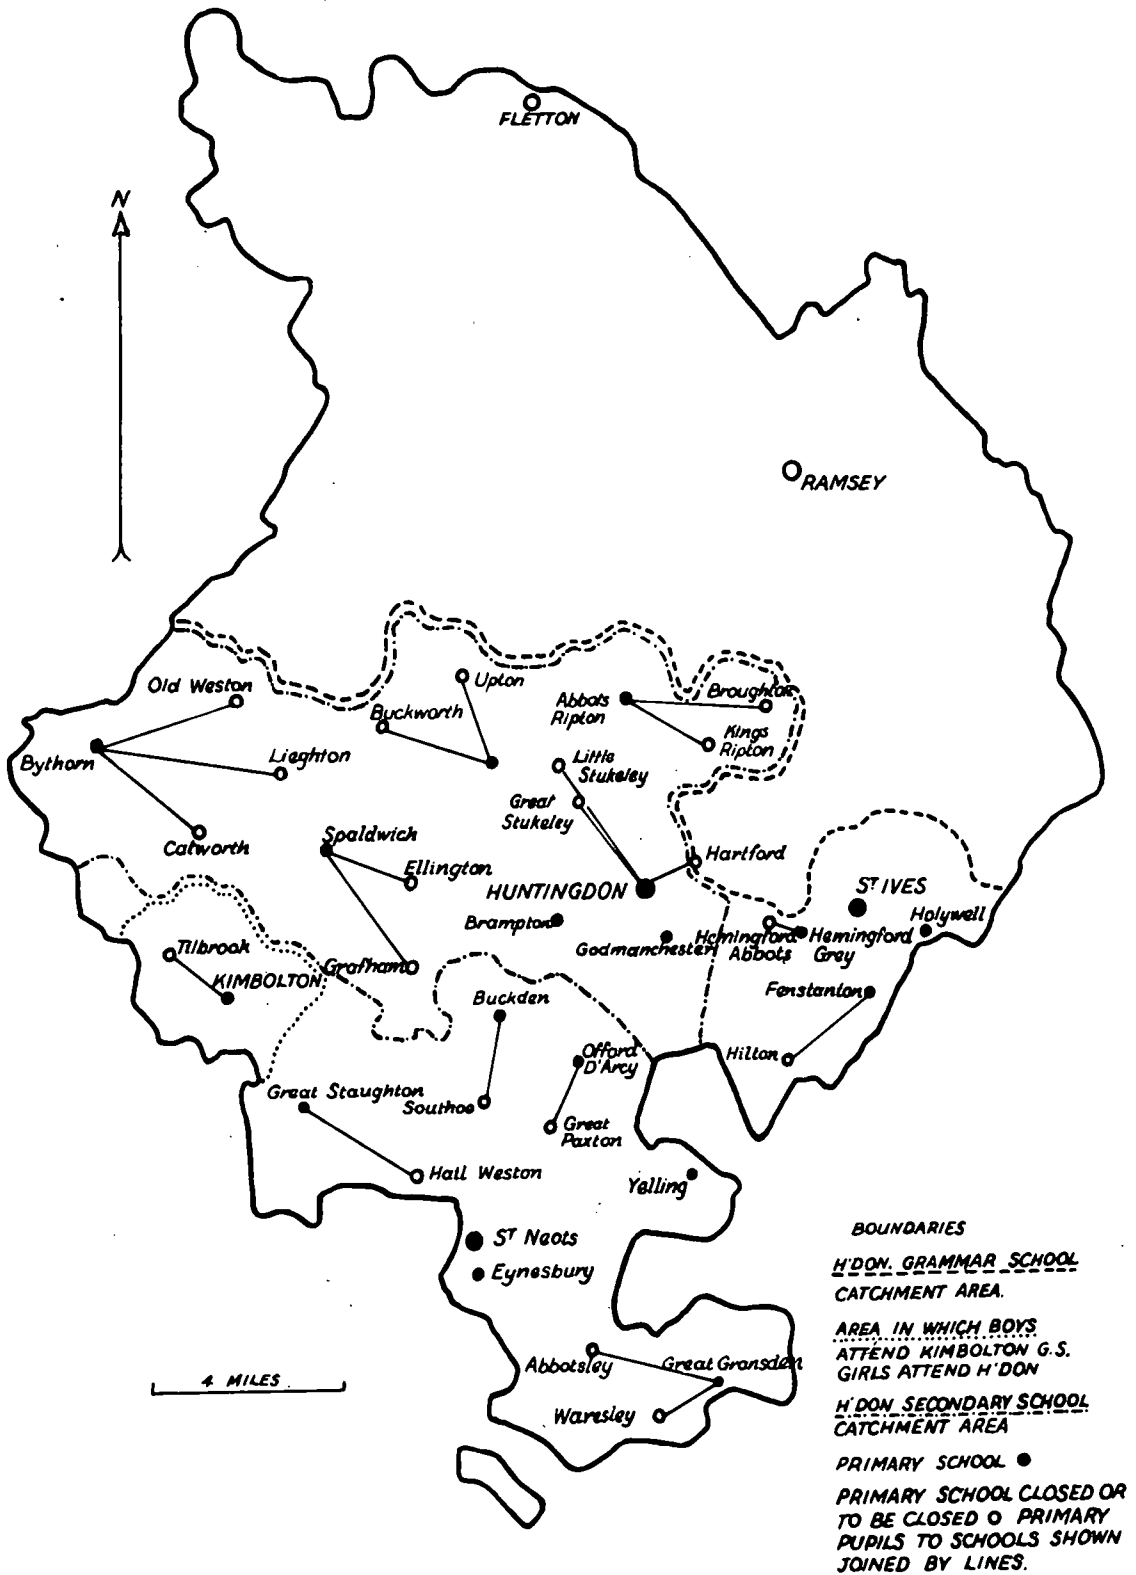 FLETTON
N
RAMSEY
Old Weston
Upton
Buckworth
Abbots
Ripton
Broughton
Kings
Ripton
Bythorn
Lieghton
Little
Stukeley
Great
Stukeley
Catworth
Spaldwich
Ellington
Hartford
HUNTINGDON
ST IVES
Brampton
Holywell
Godmanchester
Hemingford
Abbots
Hemingford
Grey
Tilbrook
KIMBOLTON
Grafham
Buckden
Fenstanton
Offord
D'Arcy
Hilton
Great Staughton
Southoe
Great
Paxton
Hall Weston
Yelling
ST Neots
Eynesbury
Abbotsley
Great Gransden
Waresley
4 MILES
BOUNDARIES
H'DON. GRAMMAR SCHOOL
CATCHMENT AREA.
AREA IN WHICH BOYS
ATTEND KIMBOLTON G.S.
GIRLS ATTEND H'DON
H'DON SECONDARY SCHOOL
CATCHMENT AREA
PRIMARY SCHOOL
PRIMARY SCHOOL CLOSED OR
TO BE CLOSED O PRIMARY
PUPILS TO SCHOOLS SHOWN
JOINED BY LINES.